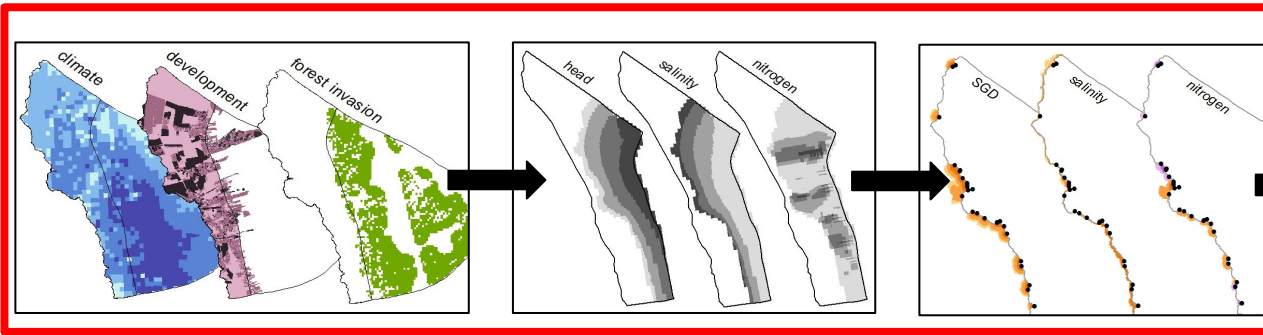 climate
development
forest invasion
head
salinity
nitrogen
SGD
salinity
nitrogen